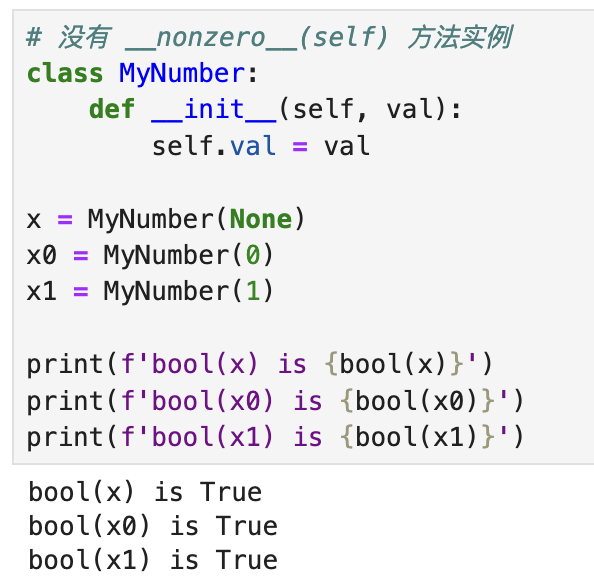 # 没有 __nonzero__(self) 方法实例
class MyNumber:
    def __init__(self, val):
        self.val = val

x = MyNumber(None)
x0 = MyNumber(0)
x1 = MyNumber(1)

print(f'bool(x) is {bool(x)}')
print(f'bool(x0) is {bool(x0)}')
print(f'bool(x1) is {bool(x1)}')
bool(x) is True
bool(x0) is True
bool(x1) is True